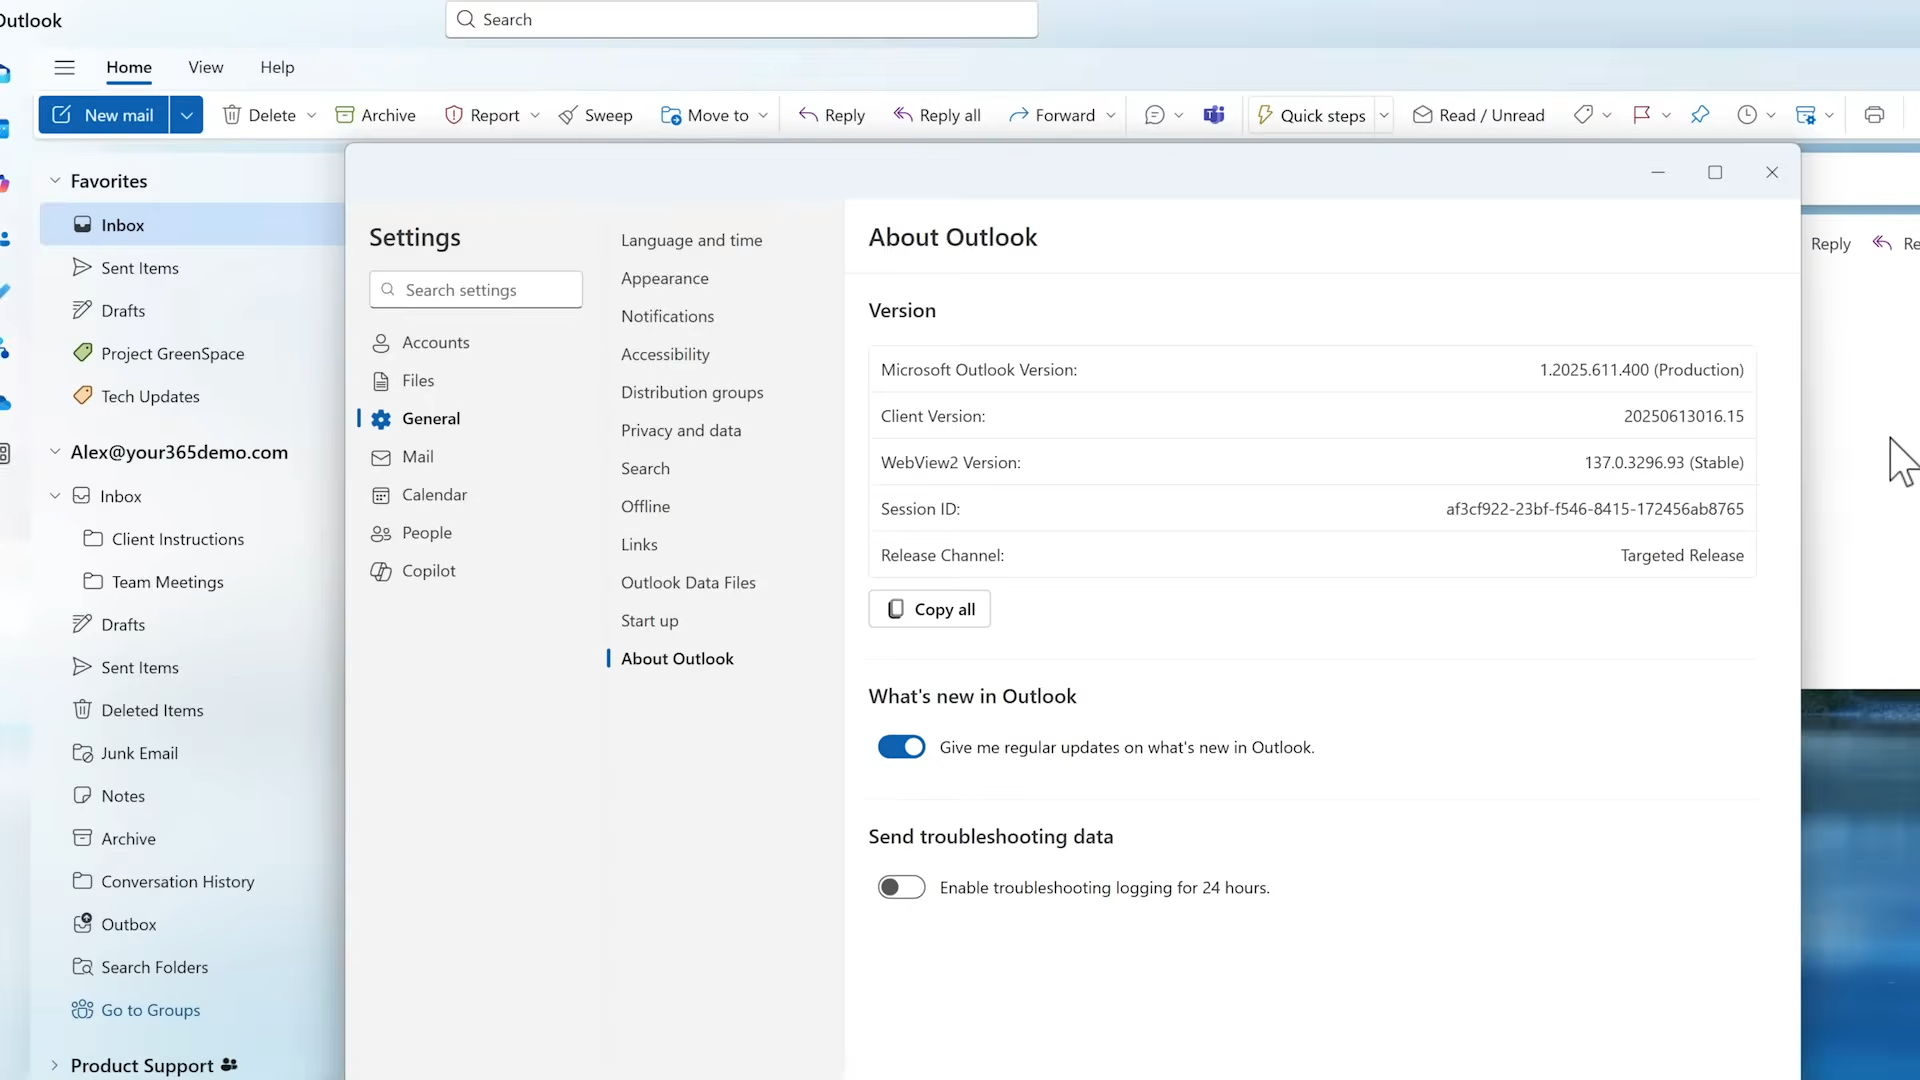 Outlook
Search
Home View Help
New mail Delete Archive Report Sweep Move to Reply Reply all Forward Quick steps Read / Unread
Favorites
Inbox
Sent Items
Drafts
Project GreenSpace
Tech Updates
Alex@your365demo.com
Inbox
Client Instructions
Team Meetings
Drafts
Sent Items
Deleted Items
Junk Email
Notes
Archive
Conversation History
Outbox
Search Folders
Go to Groups
Product Support
Settings
Search settings
Accounts
Files
General
Mail
Calendar
People
Copilot
Language and time
Appearance
Notifications
Accessibility
Distribution groups
Privacy and data
Search
Offline
Links
Outlook Data Files
Start up
About Outlook
About Outlook
Version
Microsoft Outlook Version: 1.2025.611.400 (Production)
Client Version: 20250613016.15
WebView2 Version: 137.0.3296.93 (Stable)
Session ID: af3cf922-23bf-f546-8415-172456ab8765
Release Channel: Targeted Release
Copy all
What's new in Outlook
Give me regular updates on what's new in Outlook.
Send troubleshooting data
Enable troubleshooting logging for 24 hours.
Reply Re